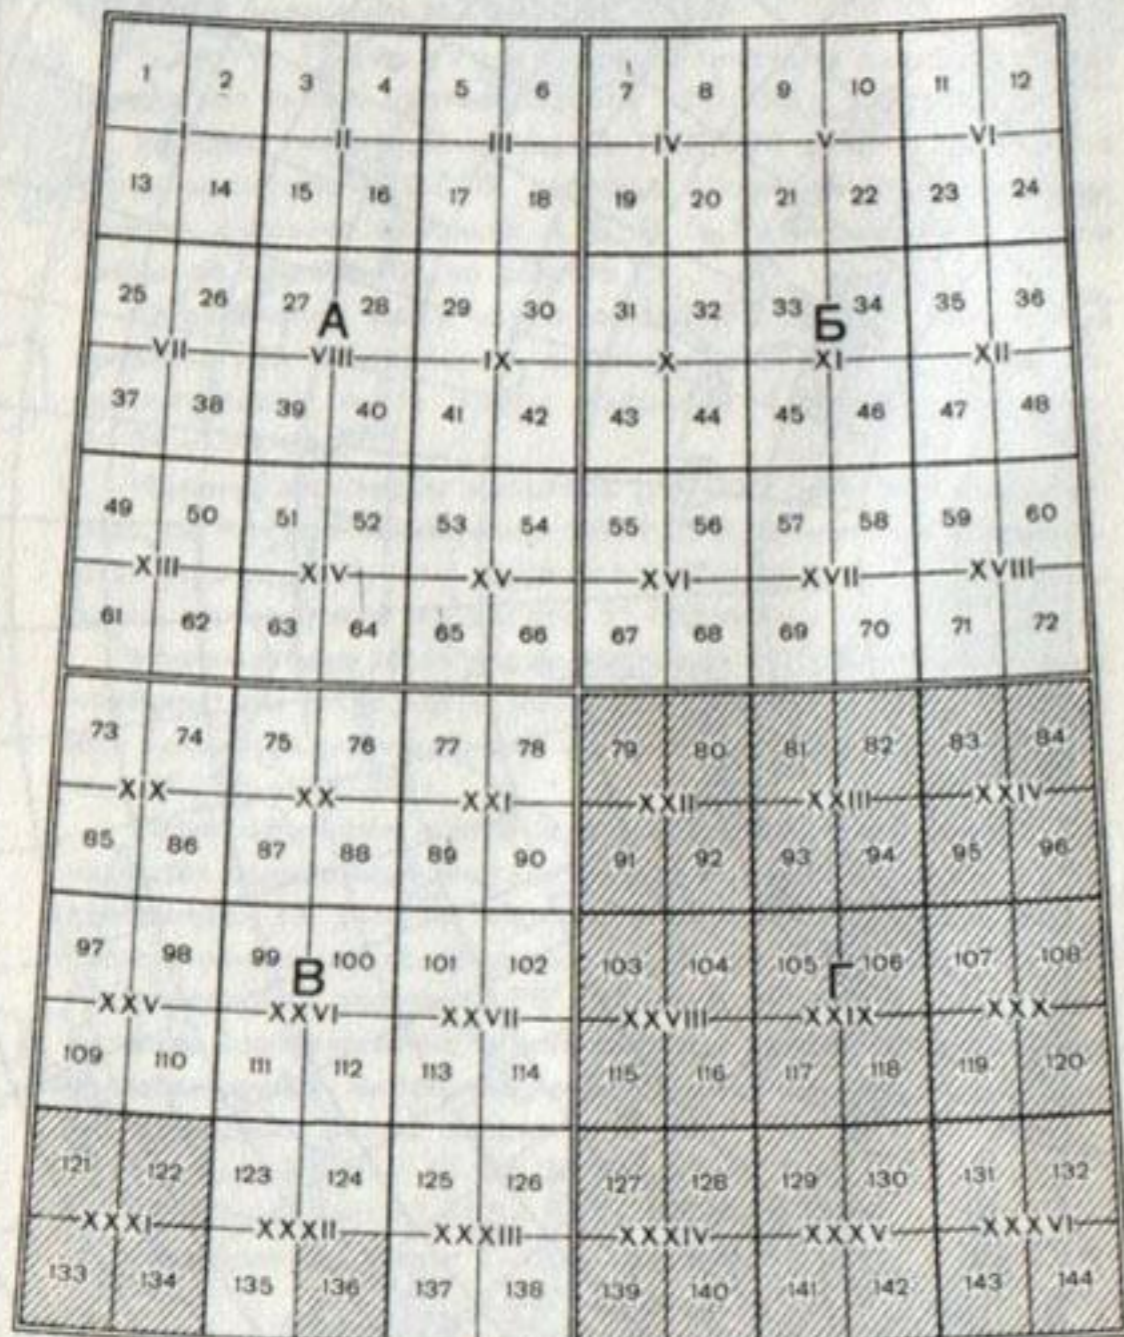 1 2 3 4 5 6 7 8 9 10 11 12
I II III IV V VI
13 14 15 16 17 18 19 20 21 22 23 24
25 26 27 28 29 30 31 32 33 34 35 36
А Б
VII VIII IX X XI XII
37 38 39 40 41 42 43 44 45 46 47 48
49 50 51 52 53 54 55 56 57 58 59 60
XIII XIV XV XVI XVII XVIII
61 62 63 64 65 66 67 68 69 70 71 72
73 74 75 76 77 78 79 80 81 82 83 84
XIX XX XXI XXII XXIII XXIV
85 86 87 88 89 90 91 92 93 94 95 96
97 98 99 100 101 102 103 104 105 106 107 108
В Г
XXV XXVI XXVII XXVIII XXIX XXX
109 110 111 112 113 114 115 116 117 118 119 120
121 122 123 124 125 126 127 128 129 130 131 132
XXXI XXXII XXXIII XXXIV XXXV XXXVI
133 134 135 136 137 138 139 140 141 142 143 144